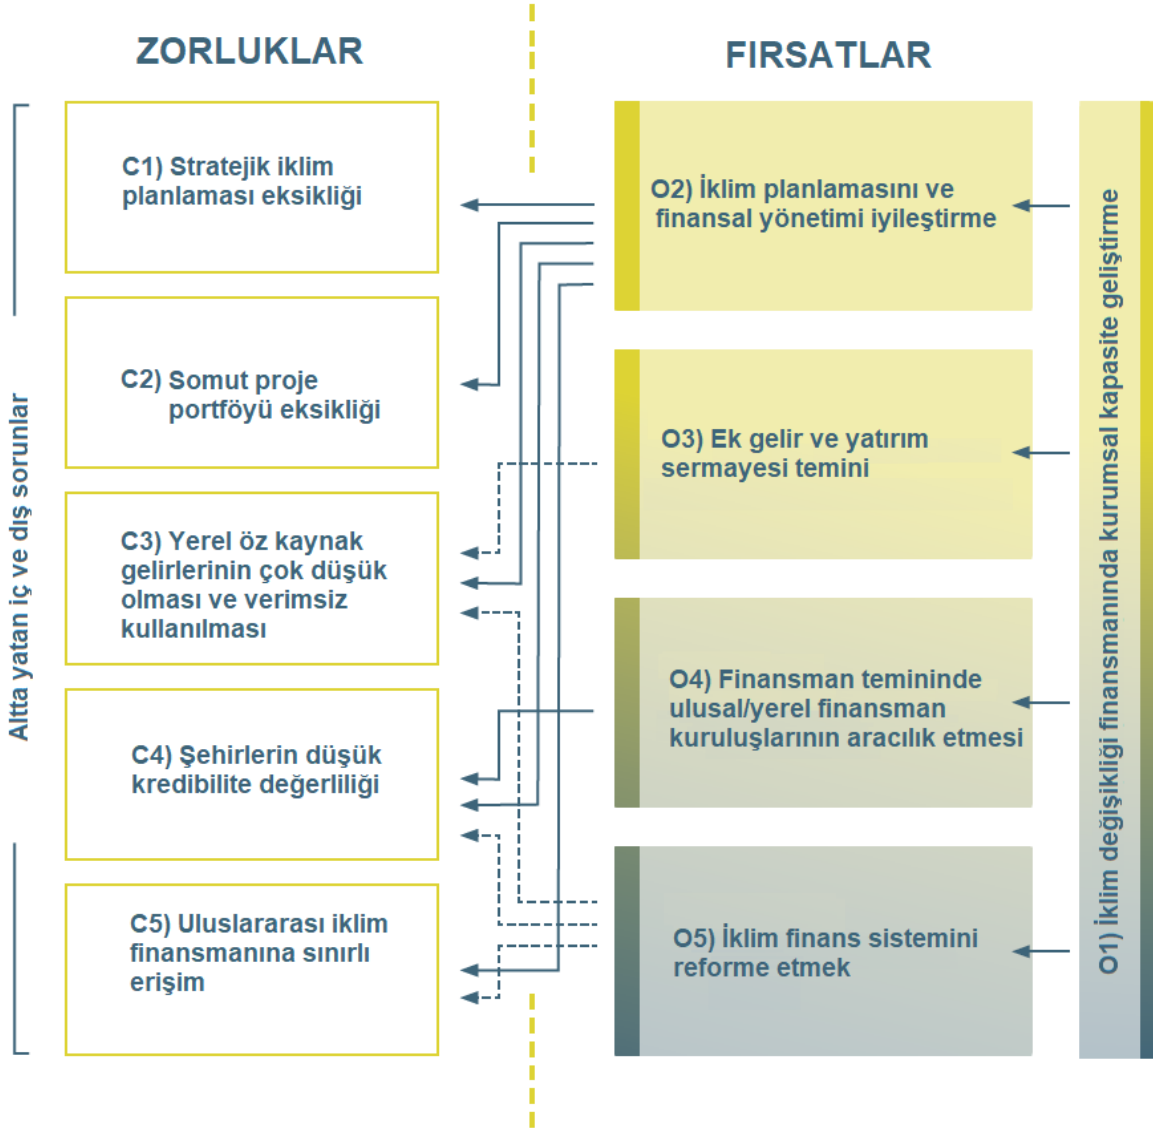 ZORLUKLAR
FIRSATLAR
Altta yatan iç ve dış sorunlar
C1) Stratejik iklim
planlaması eksikliği
C2) Somut proje
portföyü eksikliği
C3) Yerel öz kaynak
gelirlerinin çok düşük
olması ve verimsiz
kullanılması
C4) Şehirlerin düşük
kredibilite değerliliği
C5) Uluslararası iklim
finansmanına sınırlı
erişim
O2) İklim planlamasını ve
finansal yönetimi iyileştirme
O3) Ek gelir ve yatırım
sermayesi temini
O4) Finansman temininde
ulusal/yerel finansman
kuruluşlarının aracılık etmesi
O5) İklim finans sistemini
reforme etmek
O1) İklim değişikliği finansmanında kurumsal kapasite geliştirme